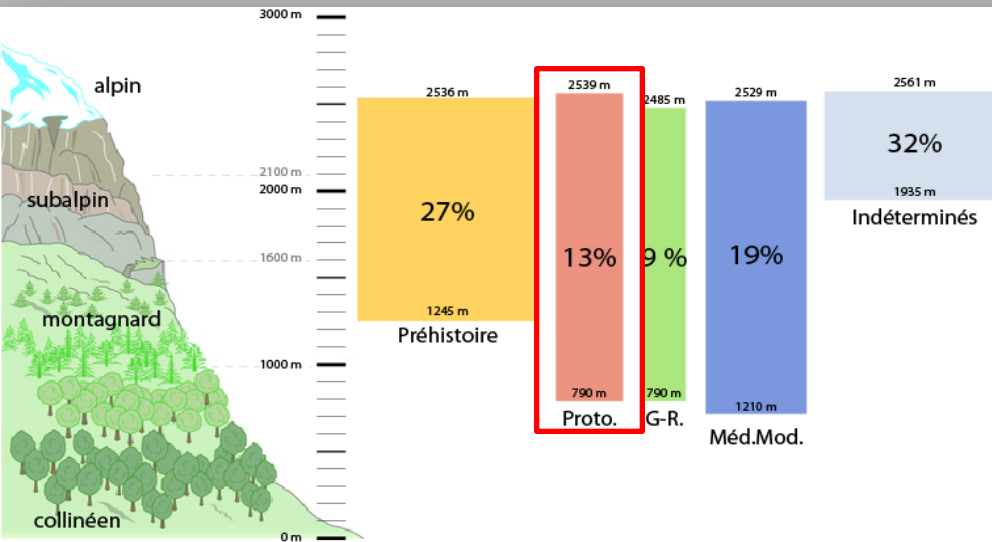 3000 m
alpin
2100 m
2000 m
subalpin
1600 m
montagnard
1000 m
collinéen
0 m
2536 m
27%
1245 m
Préhistoire
2539 m
13%
790 m
Proto.
2485 m
9 %
790 m
G-R.
2529 m
19%
1210 m
Méd.Mod.
2561 m
32%
1935 m
Indéterminés